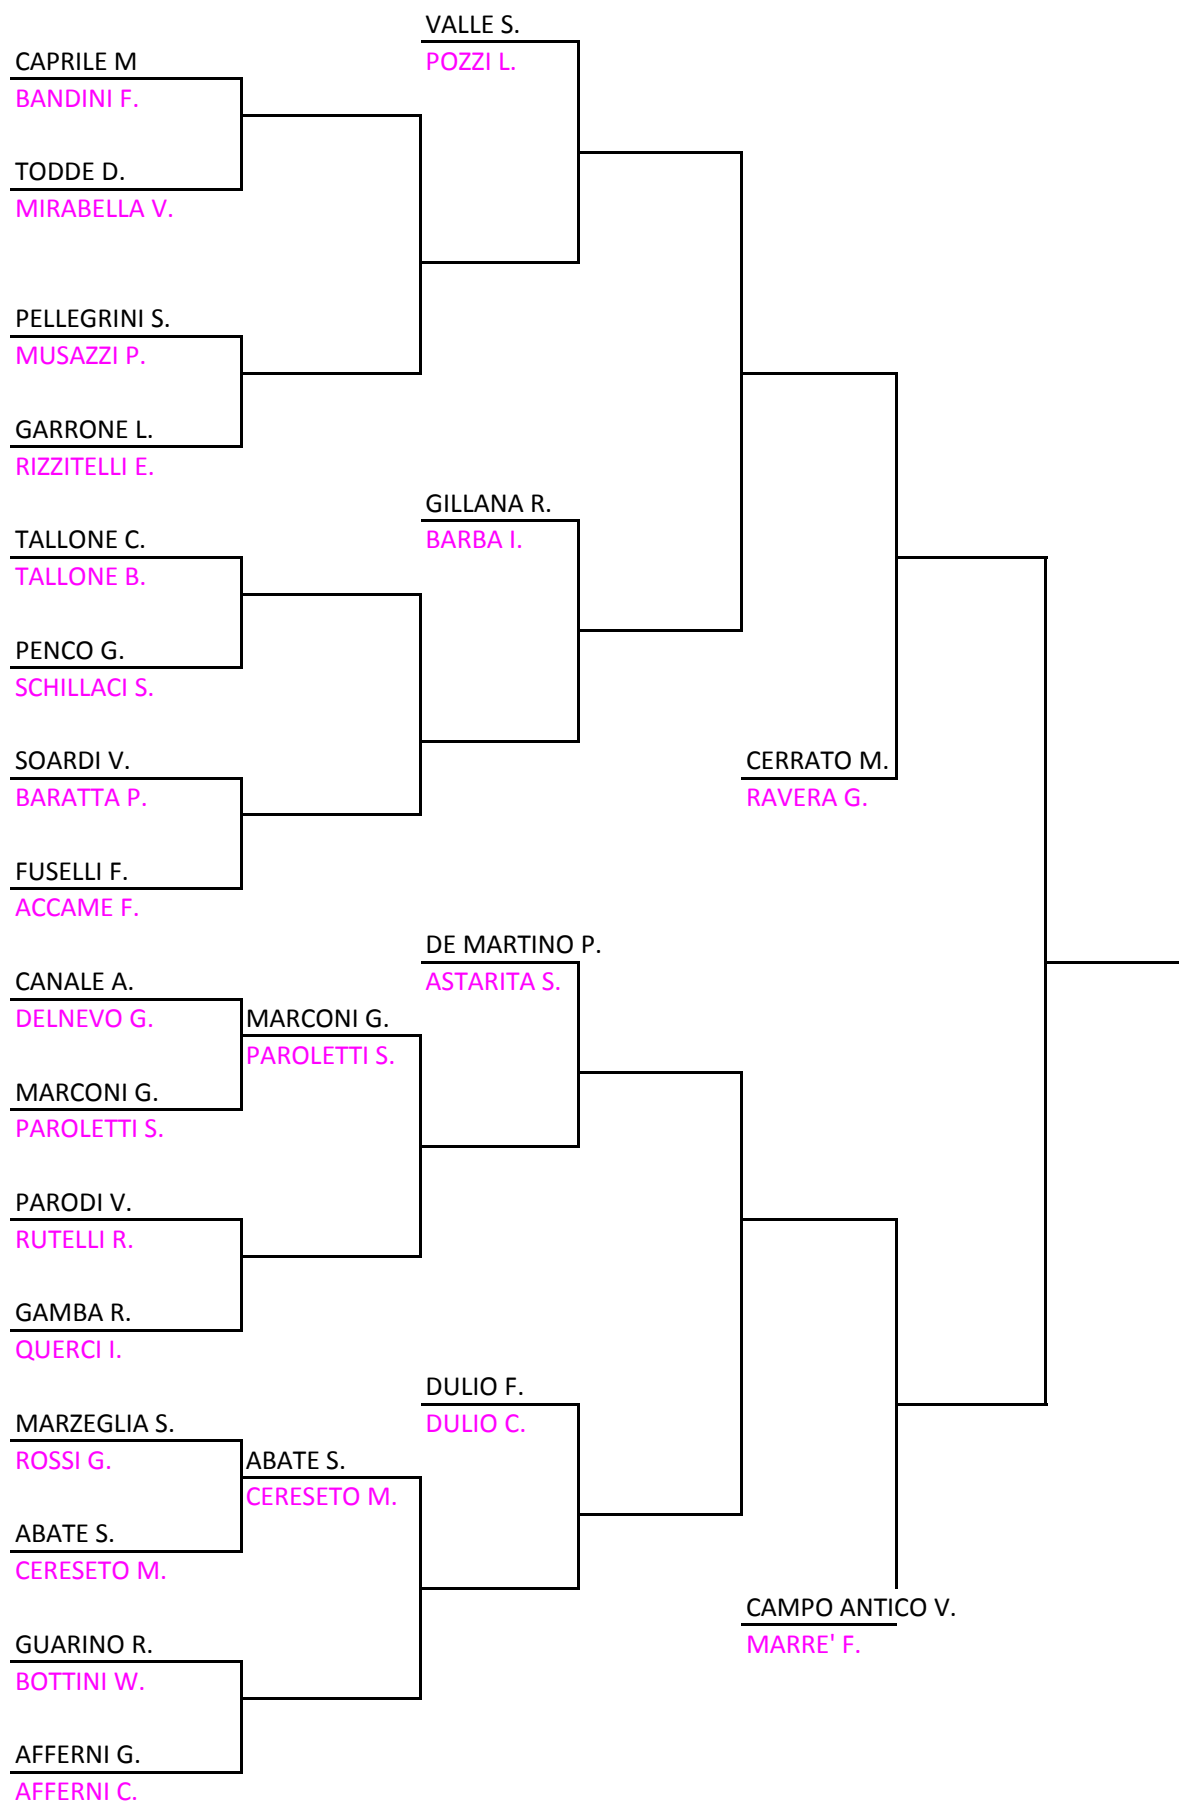 VALLE S.
POZZI L.
CAPRILE M
BANDINI F.
TODDE D.
MIRABELLA V.
PELLEGRINI S.
MUSAZZI P.
GARRONE L.
RIZZITELLI E.
GILLANA R.
BARBA I.
TALLONE C.
TALLONE B.
PENCO G.
SCHILLACI S.
SOARDI V.
BARATTA P.
CERRATO M.
RAVERA G.
FUSELLI F.
ACCAME F.
DE MARTINO P.
ASTARITA S.
CANALE A.
DELNEVO G.
MARCONI G.
PAROLETTI S.
MARCONI G.
PAROLETTI S.
PARODI V.
RUTELLI R.
GAMBA R.
QUERCI I.
DULIO F.
DULIO C.
MARZEGLIA S.
ROSSI G.
ABATE S.
CERESETO M.
ABATE S.
CERESETO M.
CAMPO ANTICO V.
MARRE' F.
GUARINO R.
BOTTINI W.
AFFERNI G.
AFFERNI C.